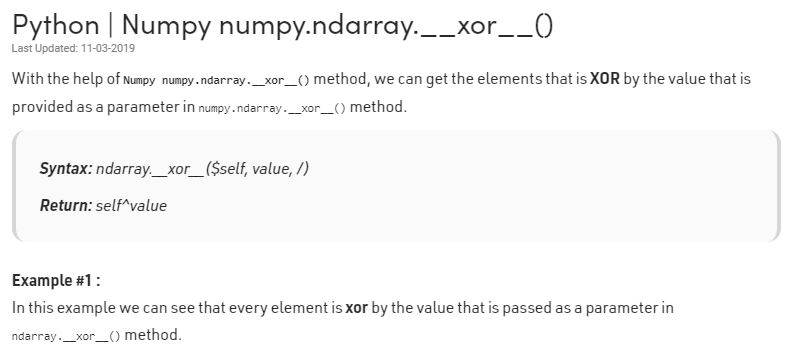 Python | Numpy numpy.ndarray.__xor__()
Last Updated: 11-03-2019
With the help of Numpy numpy.ndarray.__xor__() method, we can get the elements that is XOR by the value that is
provided as a parameter in numpy.ndarray.__xor__() method.
Syntax: ndarray.__xor__($self, value, /)
Return: self^value
Example #1 :
In this example we can see that every element is xor by the value that is passed as a parameter in
ndarray.__xor__() method.